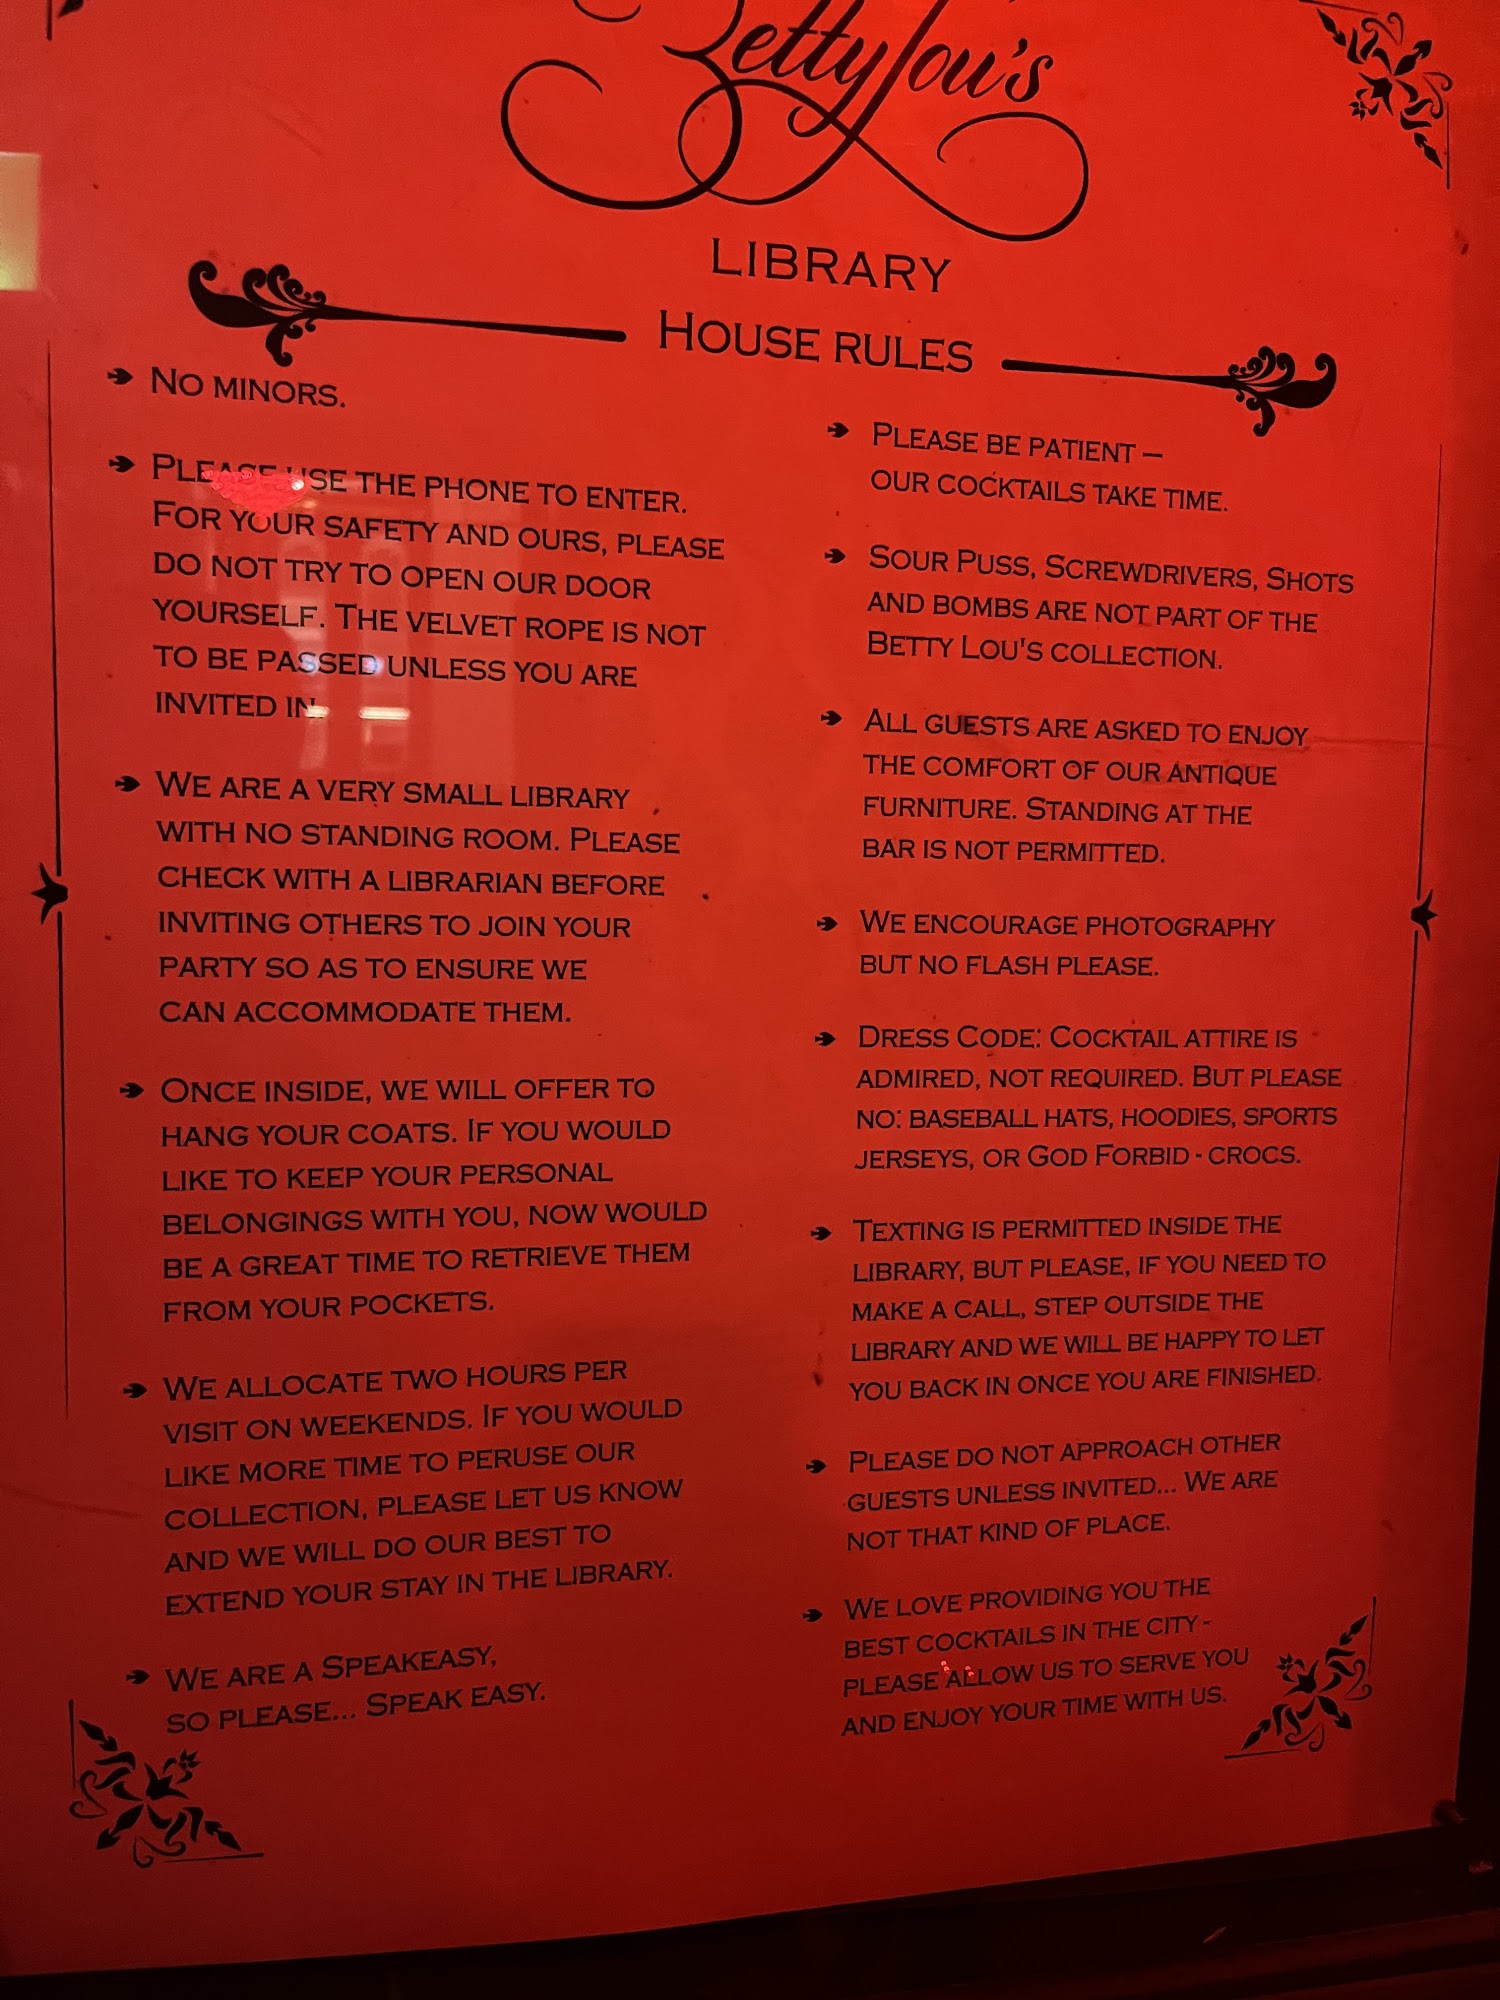 Betty Lou's
LIBRARY
HOUSE RULES
NO MINORS.
PLEASE USE THE PHONE TO ENTER.
FOR YOUR SAFETY AND OURS, PLEASE
DO NOT TRY TO OPEN OUR DOOR
YOURSELF. THE VELVET ROPE IS NOT
TO BE PASSED UNLESS YOU ARE
INVITED IN.
WE ARE A VERY SMALL LIBRARY
WITH NO STANDING ROOM. PLEASE
CHECK WITH A LIBRARIAN BEFORE
INVITING OTHERS TO JOIN YOUR
PARTY SO AS TO ENSURE WE
CAN ACCOMMODATE THEM.
ONCE INSIDE, WE WILL OFFER TO
HANG YOUR COATS. IF YOU WOULD
LIKE TO KEEP YOUR PERSONAL
BELONGINGS WITH YOU, NOW WOULD
BE A GREAT TIME TO RETRIEVE THEM
FROM YOUR POCKETS.
WE ALLOCATE TWO HOURS PER
VISIT ON WEEKENDS. IF YOU WOULD
LIKE MORE TIME TO PERUSE OUR
COLLECTION, PLEASE LET US KNOW
AND WE WILL DO OUR BEST TO
EXTEND YOUR STAY IN THE LIBRARY.
WE ARE A SPEAKEASY,
SO PLEASE... SPEAK EASY.
PLEASE BE PATIENT –
OUR COCKTAILS TAKE TIME.
SOUR PUSS, SCREWDRIVERS, SHOTS
AND BOMBS ARE NOT PART OF THE
BETTY LOU'S COLLECTION.
ALL GUESTS ARE ASKED TO ENJOY
THE COMFORT OF OUR ANTIQUE
FURNITURE. STANDING AT THE
BAR IS NOT PERMITTED.
WE ENCOURAGE PHOTOGRAPHY
BUT NO FLASH PLEASE.
DRESS CODE: COCKTAIL ATTIRE IS
ADMIRED, NOT REQUIRED. BUT PLEASE
NO: BASEBALL HATS, HOODIES, SPORTS
JERSEYS, OR GOD FORBID - CROCS.
TEXTING IS PERMITTED INSIDE THE
LIBRARY, BUT PLEASE, IF YOU NEED TO
MAKE A CALL, STEP OUTSIDE THE
LIBRARY AND WE WILL BE HAPPY TO LET
YOU BACK IN ONCE YOU ARE FINISHED.
PLEASE DO NOT APPROACH OTHER
GUESTS UNLESS INVITED... WE ARE
NOT THAT KIND OF PLACE.
WE LOVE PROVIDING YOU THE
BEST COCKTAILS IN THE CITY -
PLEASE ALLOW US TO SERVE YOU
AND ENJOY YOUR TIME WITH US.